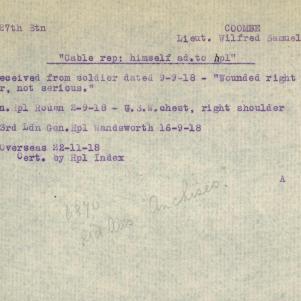 27th Btn COOMBE
Lieut. Wilfred Samuel
"Cable rep: himself ad.to hpl"
eceived from soldier dated 9-9-18 - "Wounded right
r, not serious."
n.Hpl Rouen 2-9-18 - G.S.W.chest, right shoulder
3rd Ldn Gen.Hpl Wandsworth 16-9-18
Overseas 22-11-18
Cert. by Hpl Index
A
"Anchises"